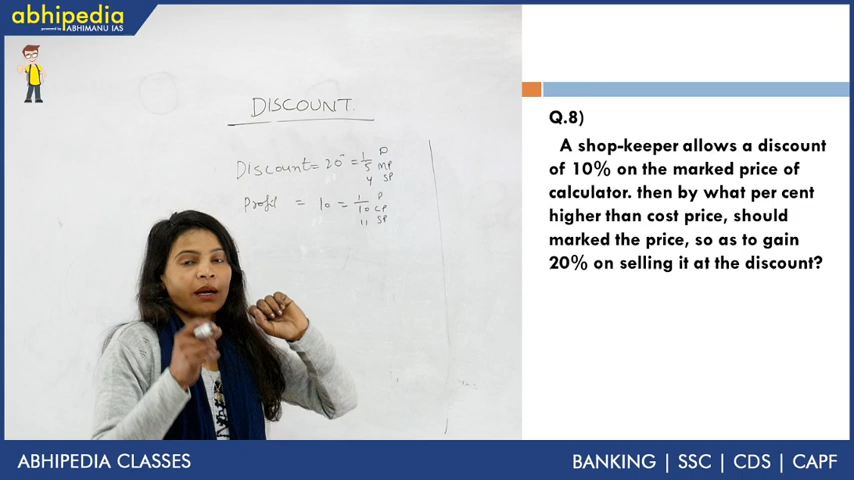 abhipedia
powered by ABHIMANU IAS
DISCOUNT.
Discount = 20 = 1/5 D
MP
4 SP
Profit = 10 = 1/10 P
CP
11 SP
Q.8)
A shop-keeper allows a discount
of 10% on the marked price of
calculator. then by what per cent
higher than cost price, should
marked the price, so as to gain
20% on selling it at the discount?
ABHIPEDIA CLASSES
BANKING | SSC | CDS | CAPF